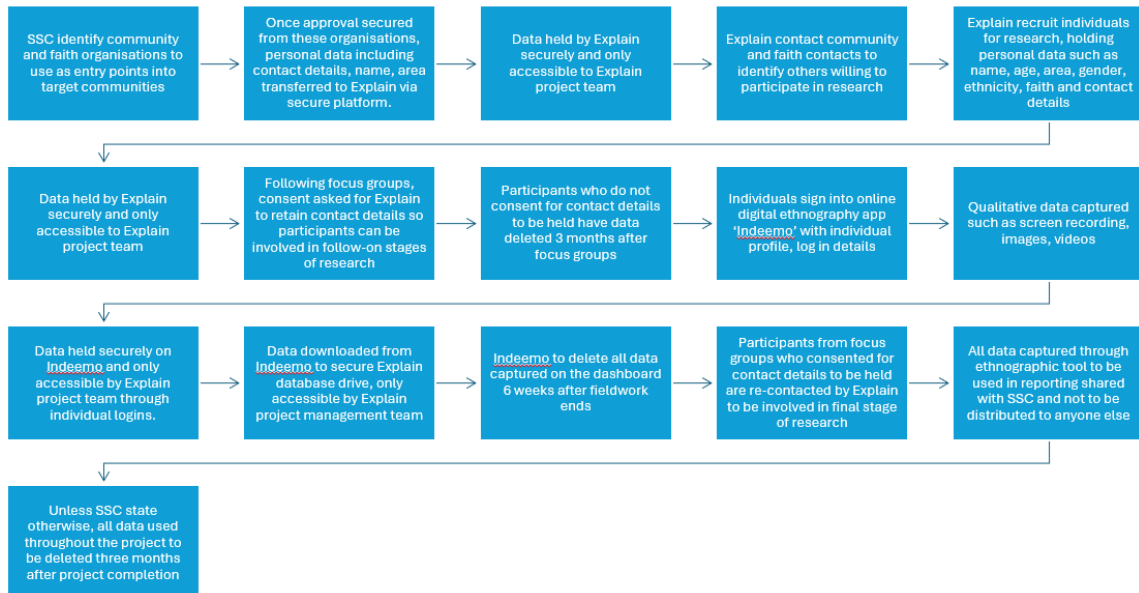 SSC identify community
and faith organisations to
use as entry points into
target communities
Once approval secured
from these organisations,
personal data including
contact details, name, area
transferred to Explain via
secure platform.
Data held by Explain
securely and only
accessible to Explain
project team
Explain contact community
and faith contacts to
identify others willing to
participate in research
Explain recruit individuals
for research, holding
personal data such as
name, age, area, gender,
ethnicity, faith and contact
details
Data held by Explain
securely and only
accessible to Explain
project team
Following focus groups,
consent asked for Explain
to retain contact details so
participants can be
involved in follow-on stages
of research
Participants who do not
consent for contact details
to be held have data
deleted 3 months after
focus groups
Individuals sign into online
digital ethnography app
‘Indeemo’ with individual
profile, log in details
Qualitative data captured
such as screen recording,
images, videos
Data held securely on
Indeemo and only
accessible by Explain
project team through
individual logins.
Data downloaded from
Indeemo to secure Explain
database drive, only
accessible by Explain
project management team
Indeemo to delete all data
captured on the dashboard
6 weeks after fieldwork
ends
Participants from focus
groups who consented for
contact details to be held
are re-contacted by Explain
to be involved in final stage
of research
All data captured through
ethnographic tool to be
used in reporting shared
with SSC and not to be
distributed to anyone else
Unless SSC state
otherwise, all data used
throughout the project to
be deleted three months
after project completion